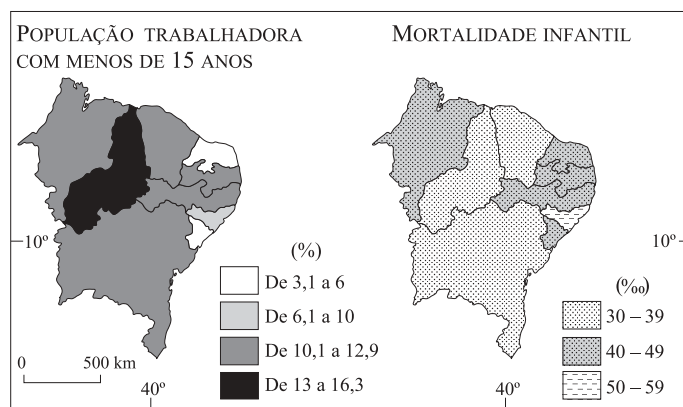 POPULAÇÃO TRABALHADORA
COM MENOS DE 15 ANOS
MORTALIDADE INFANTIL
10º
10º
(%)
De 3,1 a 6
De 6,1 a 10
De 10,1 a 12,9
De 13 a 16,3
0 500 km
40º
(‰)
30 – 39
40 – 49
50 – 59
40º